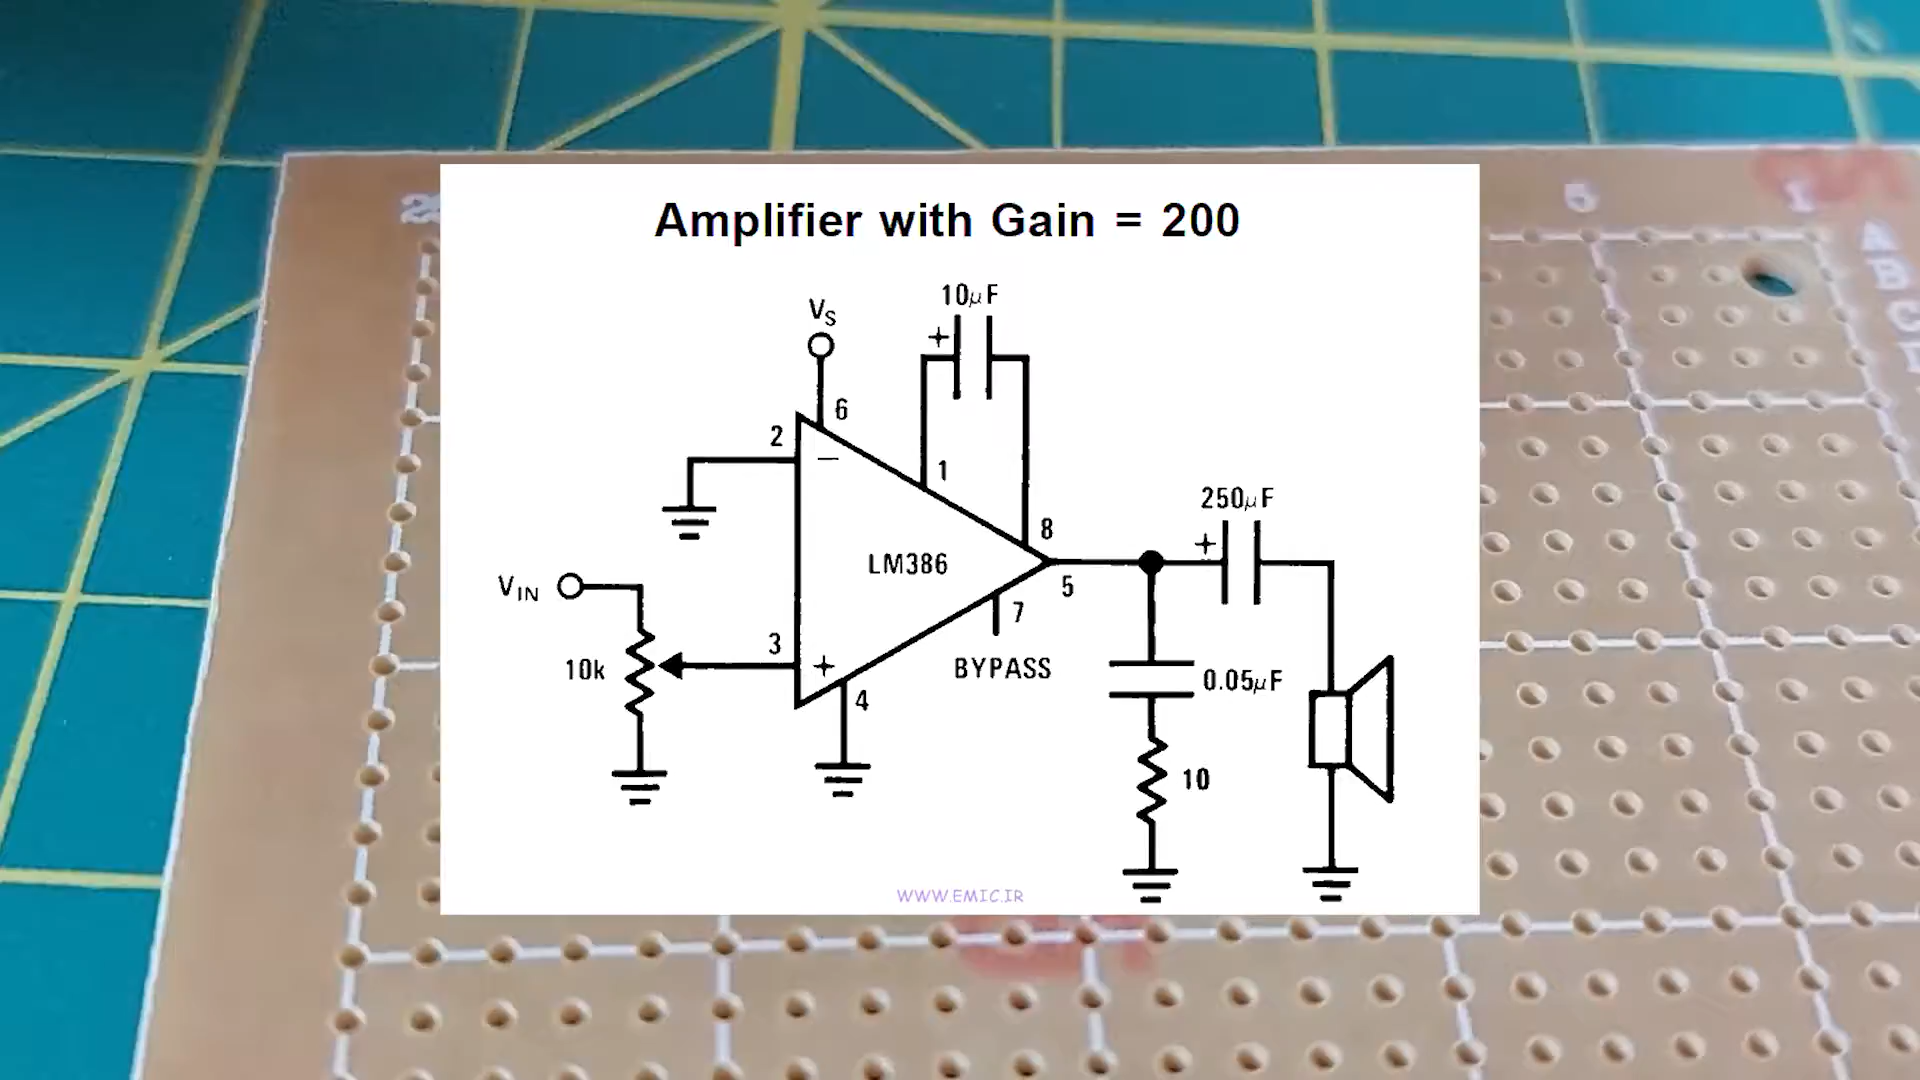 Amplifier with Gain = 200
10μF
+
VS
6
2
−
1
250μF
8
+
LM386
5
VIN
7
3
10k
+
BYPASS
0.05μF
4
10
WWW.EMIC.IR
5
1
A
B
C